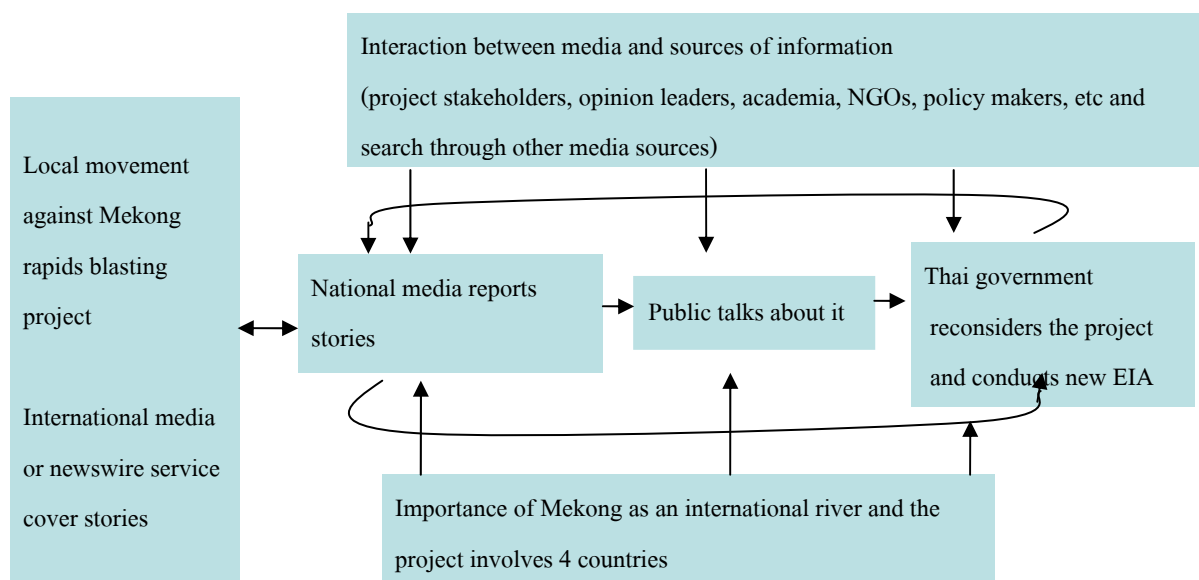 Interaction between media and sources of information
(project stakeholders, opinion leaders, academia, NGOs, policy makers, etc and
search through other media sources)
Local movement
against Mekong
rapids blasting
project
International media
or newswire service
cover stories
National media reports
stories
Public talks about it
Thai government
reconsiders the project
and conducts new EIA
Importance of Mekong as an international river and the
project involves 4 countries